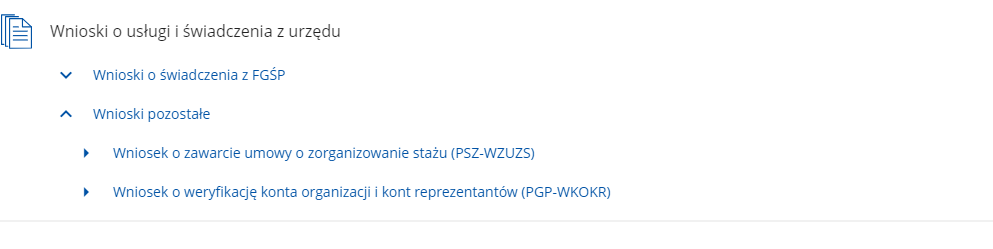 Wnioski o usługi i świadczenia z urzędu
Wnioski o świadczenia z FGŚP
Wnioski pozostałe
Wniosek o zawarcie umowy o zorganizowanie stażu (PSZ-WZUZS)
Wniosek o weryfikację konta organizacji i kont reprezentantów (PGP-WKOKR)